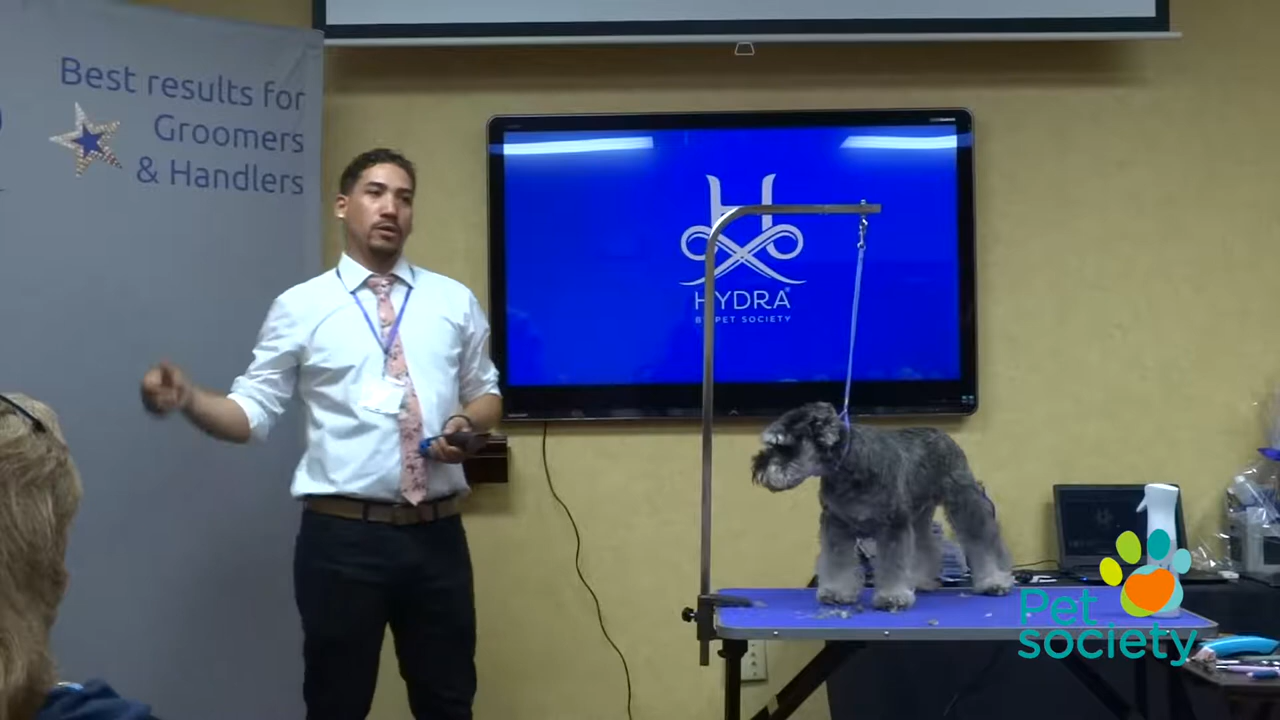 Best results for
Groomers
& Handlers
HYDRA
BY PET SOCIETY
Pet
society